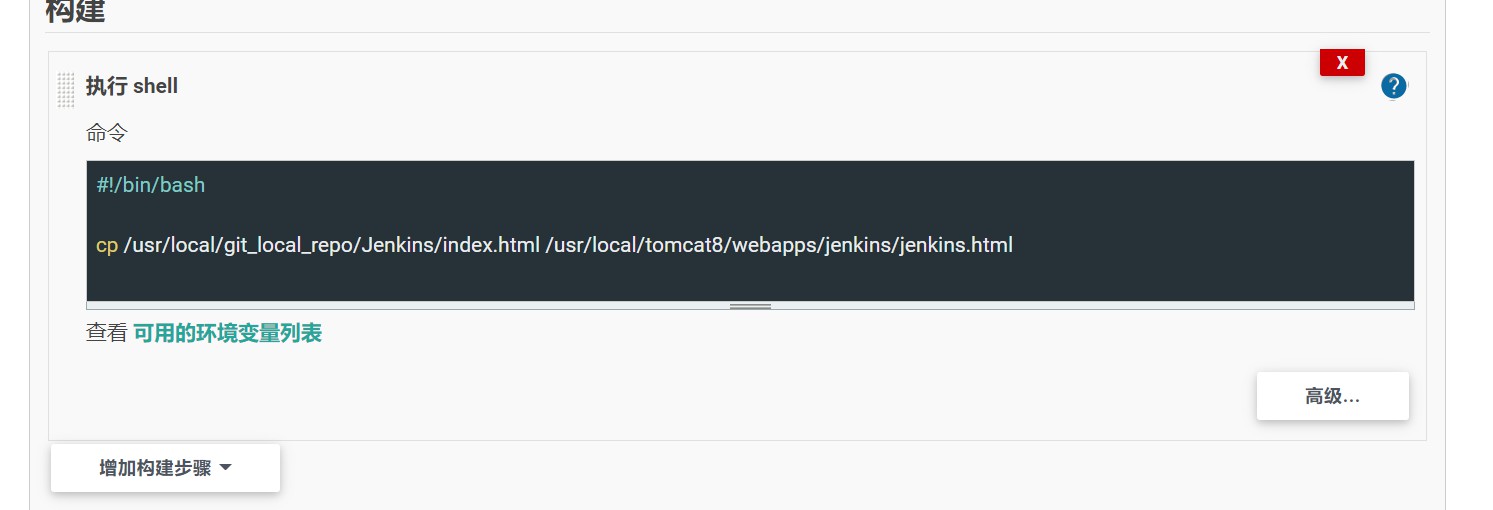 构建
X
执行 shell
?
命令
#!/bin/bash
cp /usr/local/git_local_repo/Jenkins/index.html /usr/local/tomcat8/webapps/jenkins/jenkins.html
查看 可用的环境变量列表
高级...
增加构建步骤